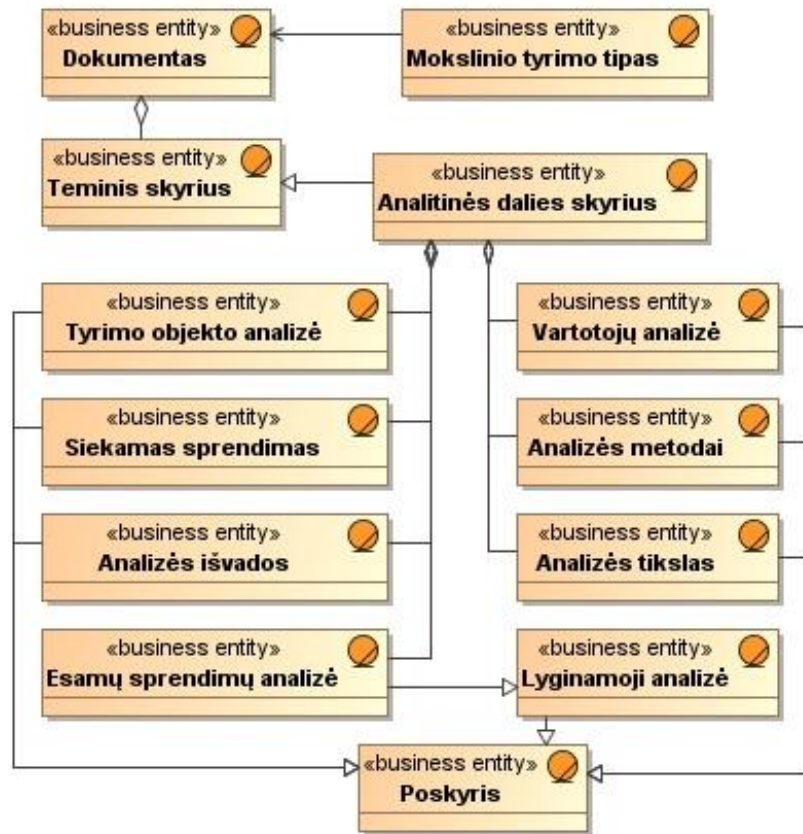 «business entity»
Dokumentas
«business entity»
Mokslinio tyrimo tipas
«business entity»
Teminis skyrius
«business entity»
Analitinės dalies skyrius
«business entity»
Tyrimo objekto analizė
«business entity»
Vartotojų analizė
«business entity»
Siekamas sprendimas
«business entity»
Analizės metodai
«business entity»
Analizės išvados
«business entity»
Analizės tikslas
«business entity»
Esamų sprendimų analizė
«business entity»
Lyginamoji analizė
«business entity»
Poskyris